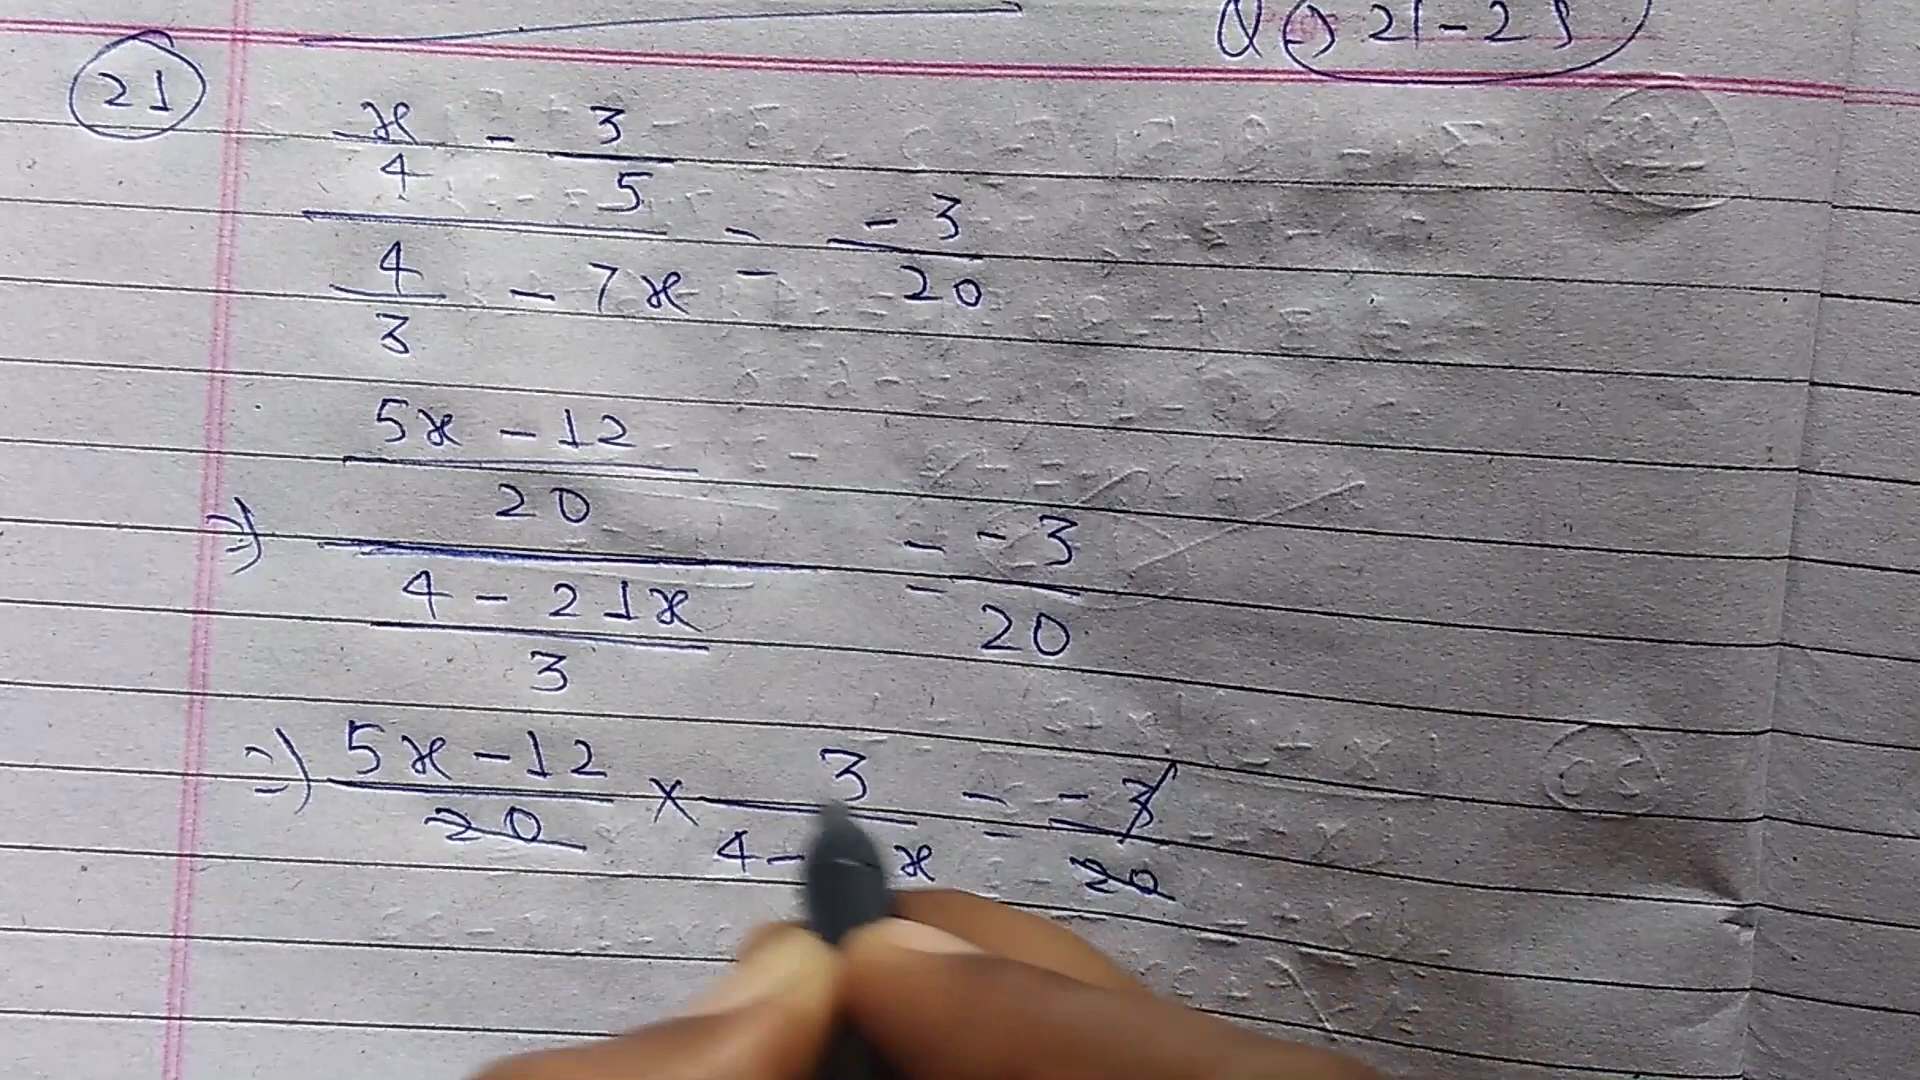 Q → 21-25
21
x/4 - 3/5
/ = -3/20
4/3 - 7x
5x - 12
20
⇒ = -3/20
4 - 21x
3
⇒ 5x-12/20 × 3/4- x = -3/20